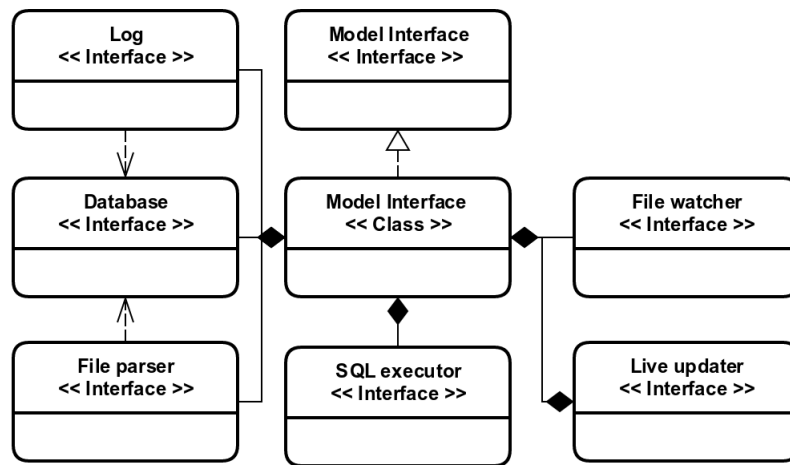 Log
<< Interface >>
Model Interface
<< Interface >>
Database
<< Interface >>
Model Interface
<< Class >>
File watcher
<< Interface >>
File parser
<< Interface >>
SQL executor
<< Interface >>
Live updater
<< Interface >>